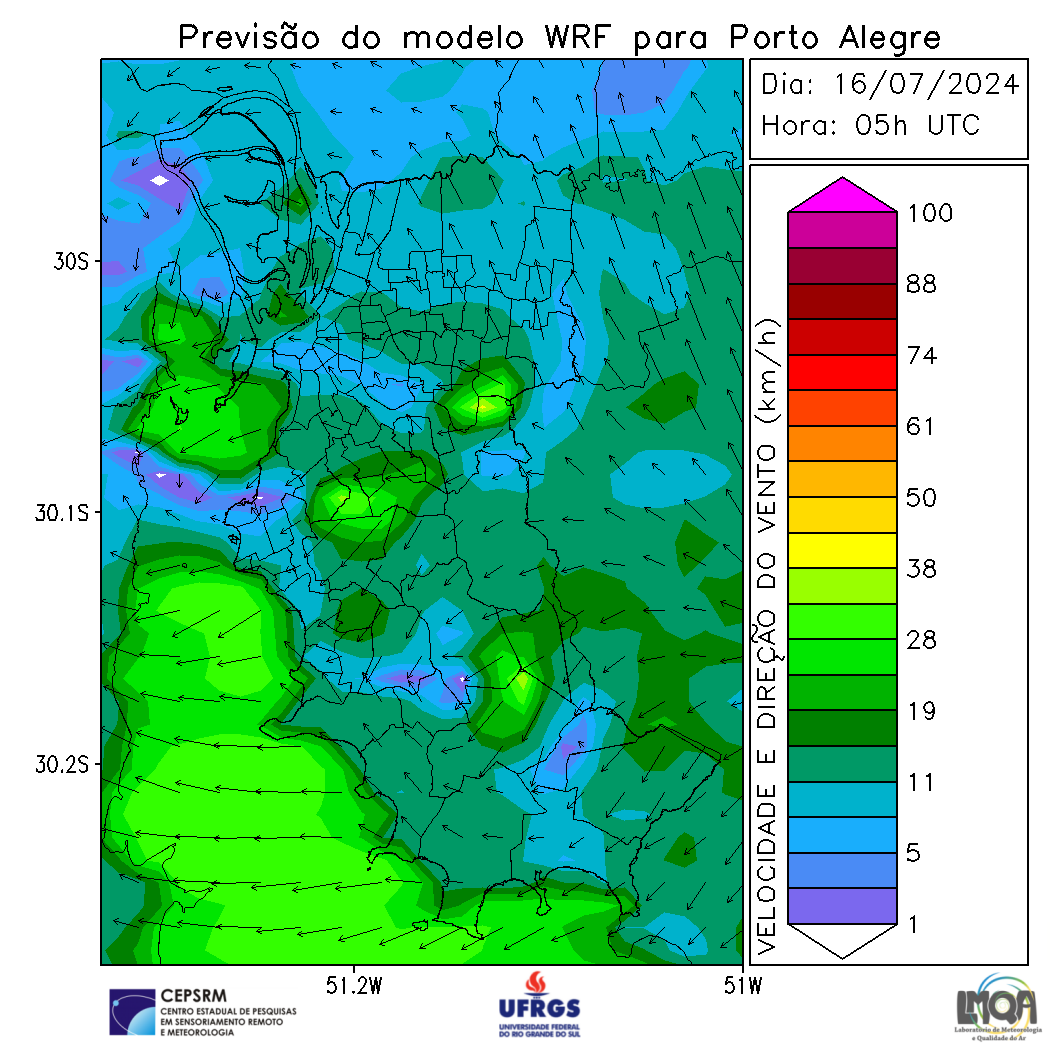 Previsão do modelo WRF para Porto Alegre
Dia: 16/07/2024
Hora: 05h UTC
VELOCIDADE E DIREÇÃO DO VENTO (km/h)
100
88
74
61
50
38
28
19
11
5
1
30S
30.1S
30.2S
51.2W
51W
CEPSRM
CENTRO ESTADUAL DE PESQUISAS
EM SENSORIAMENTO REMOTO
E METEOROLOGIA
UFRGS
UNIVERSIDADE FEDERAL
DO RIO GRANDE DO SUL
LMQA
Laboratório de Meteorologia
e Qualidade do Ar